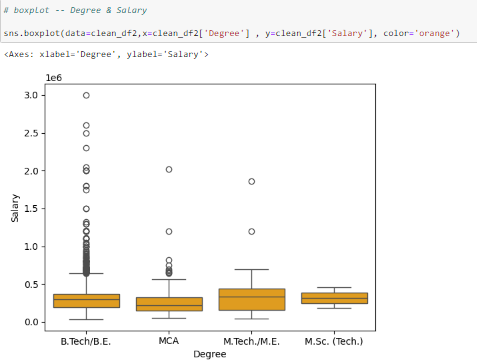 # boxplot -- Degree & Salary
sns.boxplot(data=clean_df2,x=clean_df2['Degree'] , y=clean_df2['Salary'], color='orange')
<Axes: xlabel='Degree', ylabel='Salary'>
1e6
3.0
2.5
2.0
1.5
1.0
0.5
0.0
Salary
B.Tech/B.E.
MCA
M.Tech./M.E.
M.Sc. (Tech.)
Degree